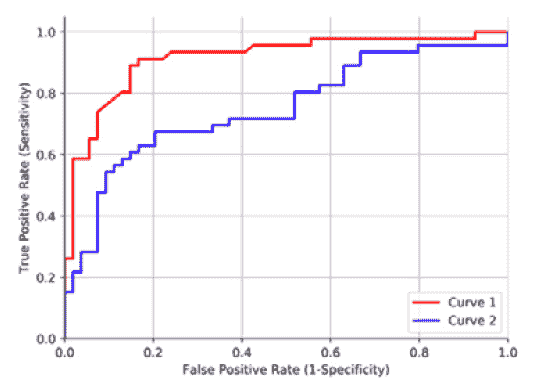 1.0
0.8
0.6
0.4
0.2
0.0
True Positive Rate (Sensitivity)
Curve 1
Curve 2
0.0 0.2 0.4 0.6 0.8 1.0
False Positive Rate (1-Specificity)